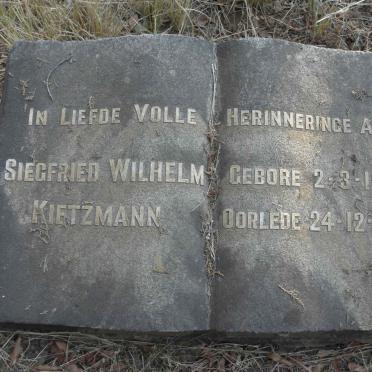 IN LIEFDE VOLLE HERINNERINGE A
SIEGFRIED WILHELM GEBORE 2-3-1
KIETZMANN OORLEDE 24-12-